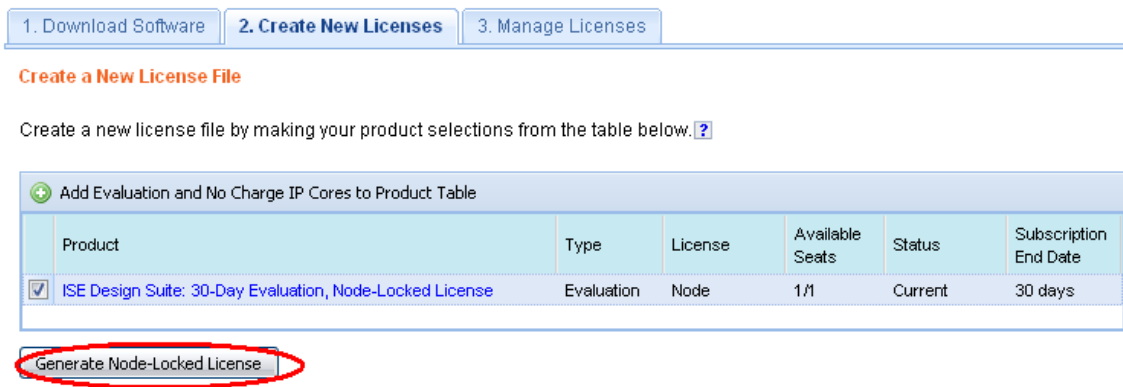 1. Download Software
2. Create New Licenses
3. Manage Licenses
Create a New License File
Create a new license file by making your product selections from the table below. ?
Add Evaluation and No Charge IP Cores to Product Table
Product Type License Available Seats Status Subscription End Date
ISE Design Suite: 30-Day Evaluation, Node-Locked License Evaluation Node 1/1 Current 30 days
Generate Node-Locked License